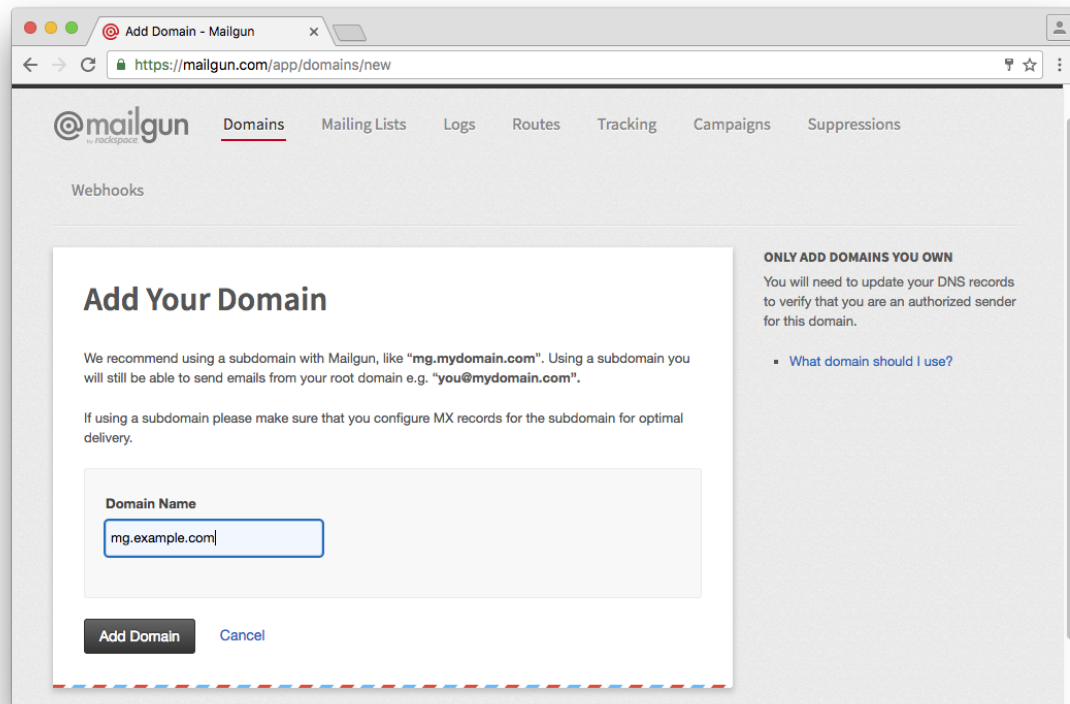 Add Domain - Mailgun
https://mailgun.com/app/domains/new
@mailgun
by rackspace
Domains Mailing Lists Logs Routes Tracking Campaigns Suppressions
Webhooks
Add Your Domain
We recommend using a subdomain with Mailgun, like “mg.mydomain.com”. Using a subdomain you
will still be able to send emails from your root domain e.g. “you@mydomain.com”.
If using a subdomain please make sure that you configure MX records for the subdomain for optimal
delivery.
Domain Name
mg.example.com
Add Domain Cancel
ONLY ADD DOMAINS YOU OWN
You will need to update your DNS records
to verify that you are an authorized sender
for this domain.
What domain should I use?